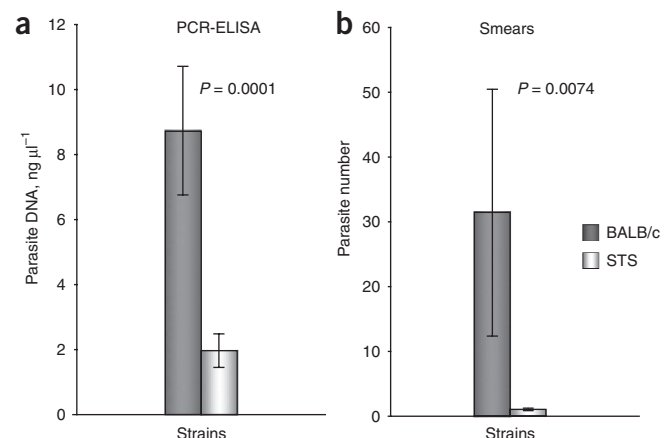 a
PCR-ELISA
12
10
8
6
4
2
0
Parasite DNA, ng μl⁻¹
P = 0.0001
Strains
b
Smears
60
50
40
30
20
10
0
Parasite number
P = 0.0074
BALB/c
STS
Strains